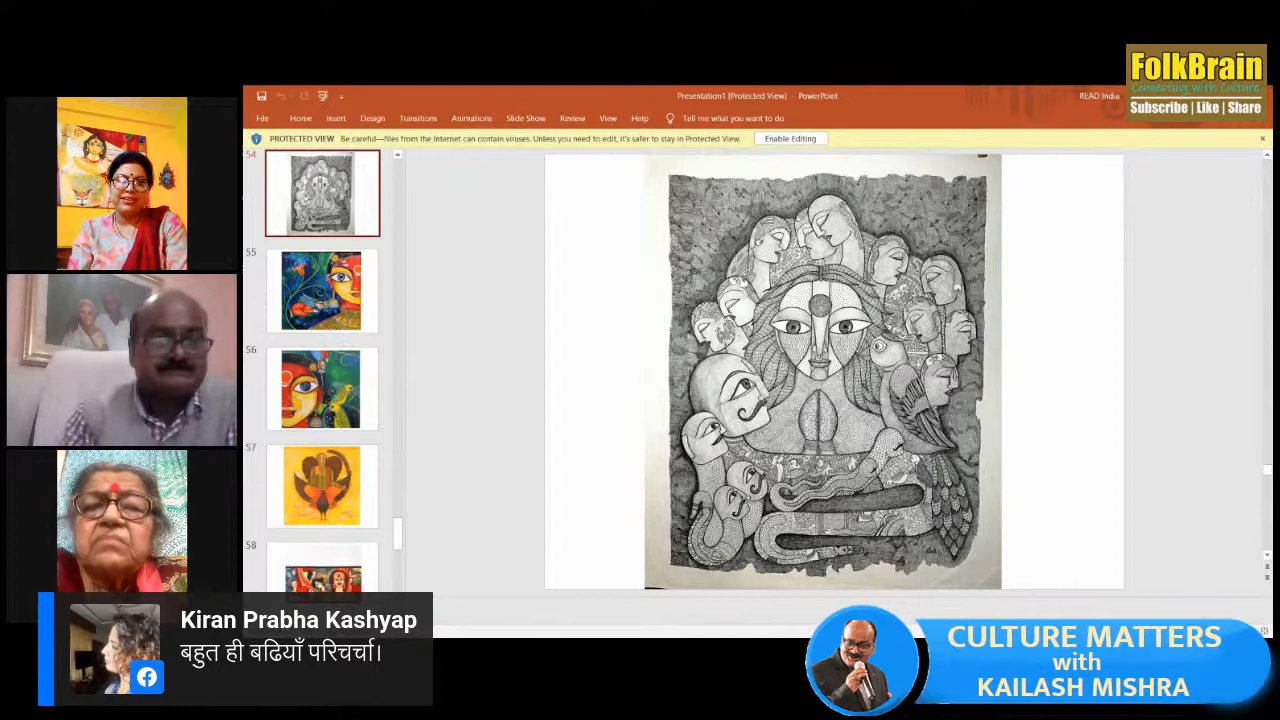 FolkBrain
Connecting with Culture
Subscribe | Like | Share
Presentation1 [Protected View] - PowerPoint
READ India
File Home Insert Design Transitions Animations Slide Show Review View Help Tell me what you want to do
PROTECTED VIEW Be careful—files from the Internet can contain viruses. Unless you need to edit, it's safer to stay in Protected View. Enable Editing
54
55
56
57
58
Kiran Prabha Kashyap
बहुत ही बढियाँ परिचर्चा।
CULTURE MATTERS
with
KAILASH MISHRA